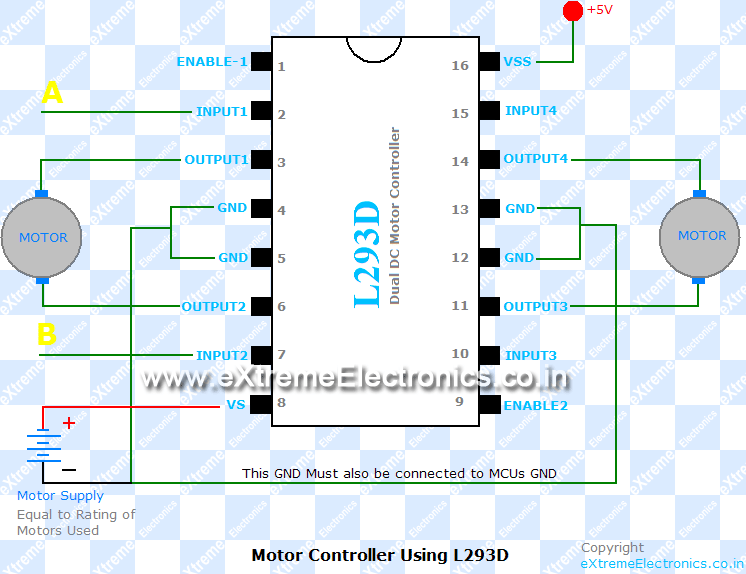 +5V
ENABLE-1 1 16 VSS
A
INPUT1 2 15 INPUT4
OUTPUT1 3 14 OUTPUT4
GND 4 13 GND
MOTOR
MOTOR
L293D
Dual DC Motor Controller
GND 5 12 GND
OUTPUT2 6 11 OUTPUT3
B
INPUT2 7 10 INPUT3
www.eXtremeElectronics.co.in
VS 8 9 ENABLE2
+
−
This GND Must also be connected to MCUs GND
Motor Supply
Equal to Rating of
Motors Used
Motor Controller Using L293D
Copyright
eXtremeElectronics.co.in
eXtreme Electronics